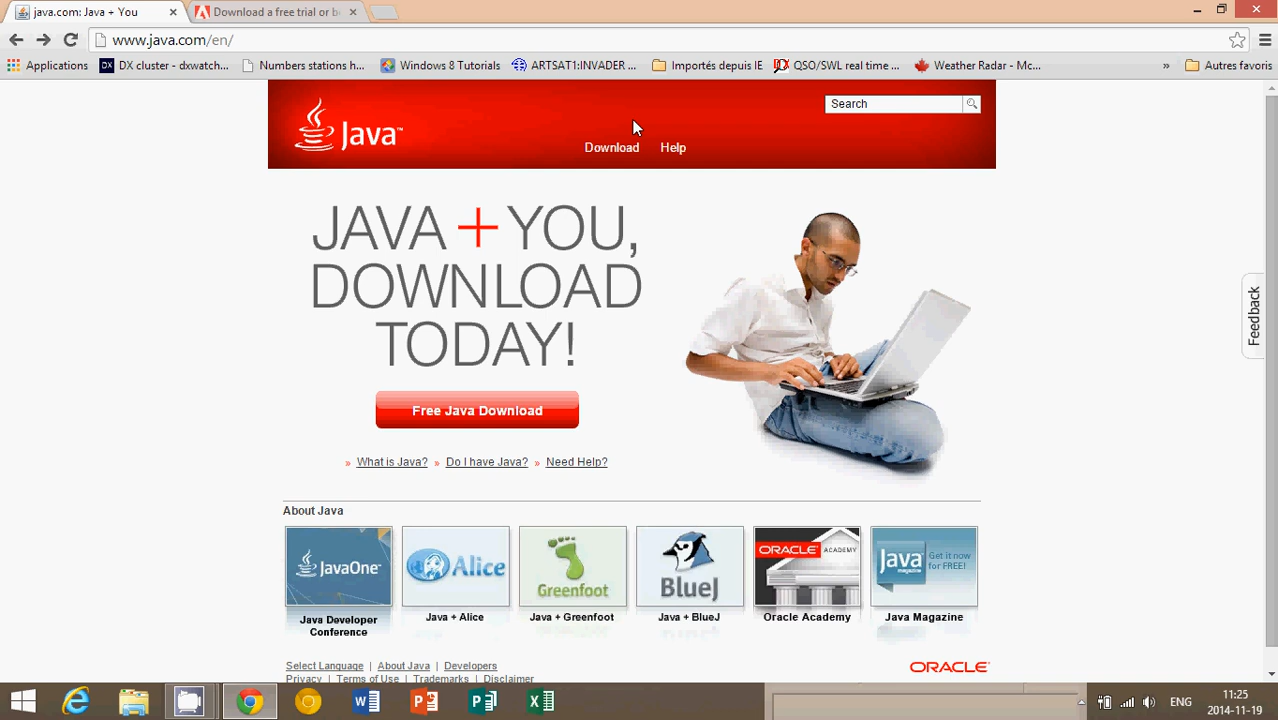 java.com: Java + You
Download a free trial or b
www.java.com/en/
Applications
DX
DX cluster - dxwatch...
Numbers stations h...
Windows 8 Tutorials
ARTSAT1:INVADER ...
Importés depuis IE
QSO/SWL real time ...
Weather Radar - Mc...
»
Autres favoris
Java™
Search
Download
Help
JAVA + YOU,
DOWNLOAD
TODAY!
Free Java Download
» What is Java? » Do I have Java? » Need Help?
Feedback
About Java
JavaOne™
Alice
Greenfoot
BlueJ
ORACLE ACADEMY
Java magazine
Get it now
for FREE!
Java Developer
Conference
Java + Alice
Java + Greenfoot
Java + BlueJ
Oracle Academy
Java Magazine
Select Language | About Java | Developers
Privacy | Terms of Use | Trademarks | Disclaimer
ORACLE®
ENG
11:25
2014-11-19